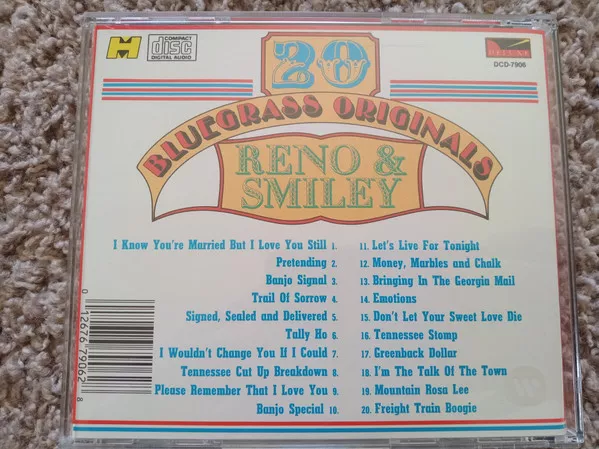 M
COMPACT
disc
DIGITAL AUDIO
DELUXE
DCD-7906
20
BLUEGRASS ORIGINALS
RENO &
SMILEY
I Know You're Married But I Love You Still 1.
Pretending 2.
Banjo Signal 3.
Trail Of Sorrow 4.
Signed, Sealed and Delivered 5.
Tally Ho 6.
I Wouldn't Change You If I Could 7.
Tennessee Cut Up Breakdown 8.
Please Remember That I Love You 9.
Banjo Special 10.
11. Let's Live For Tonight
12. Money, Marbles and Chalk
13. Bringing In The Georgia Mail
14. Emotions
15. Don't Let Your Sweet Love Die
16. Tennessee Stomp
17. Greenback Dollar
18. I'm The Talk Of The Town
19. Mountain Rosa Lee
20. Freight Train Boogie
0 12676 79062 8